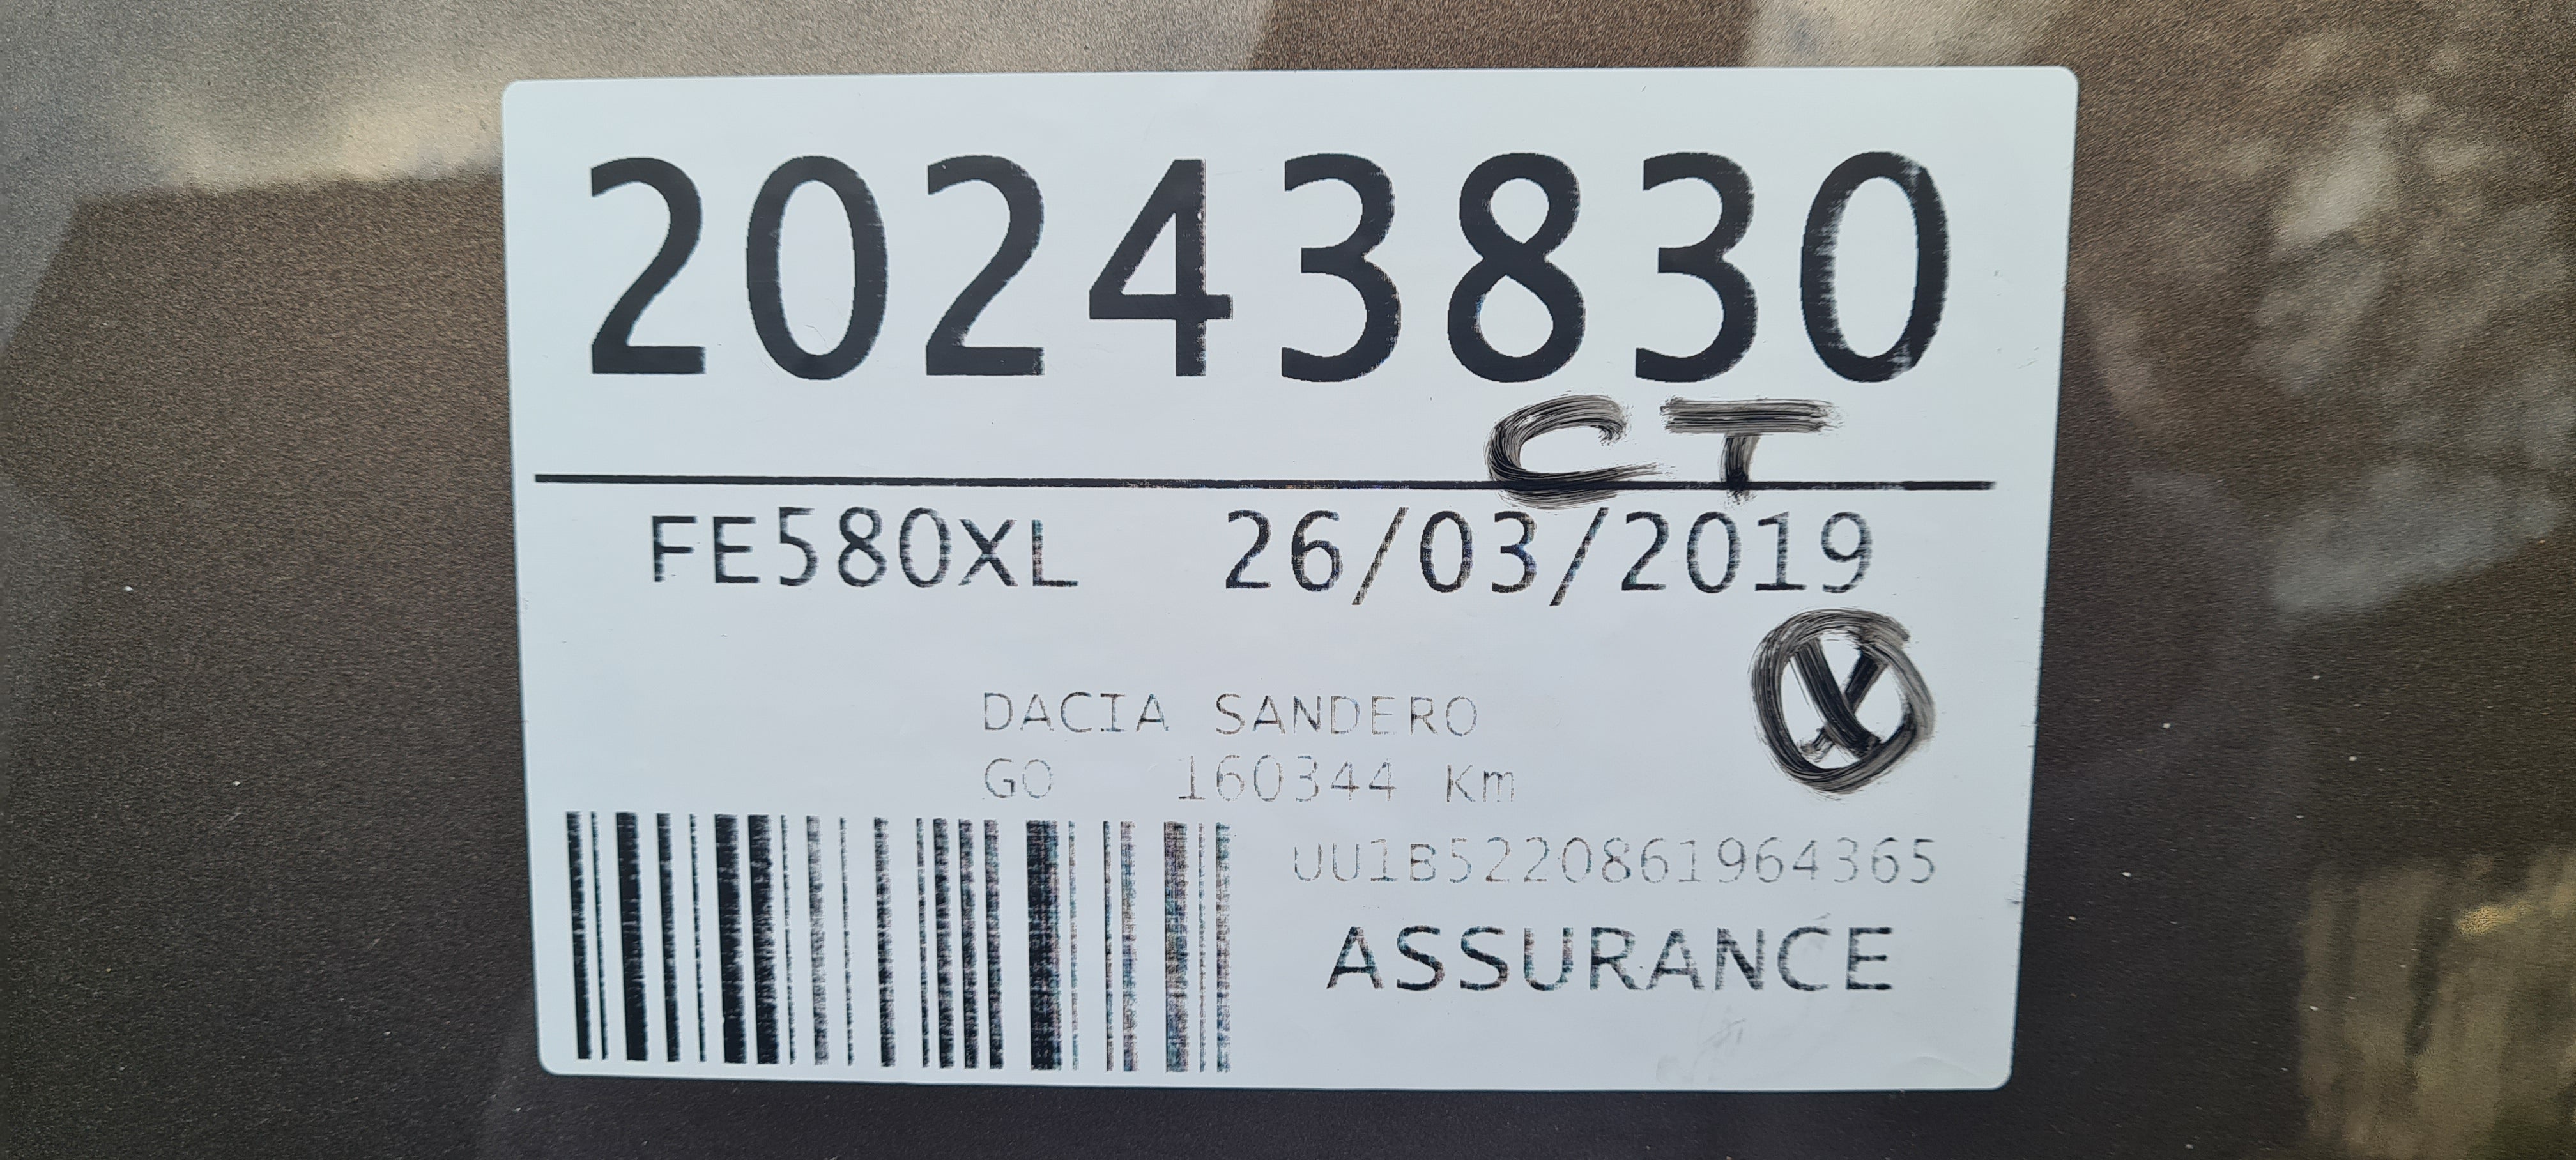 20243830
CT
FE580XL 26/03/2019
X
DACIA SANDERO
GO 160344 Km
UU1B5220861964365
ASSURANCE